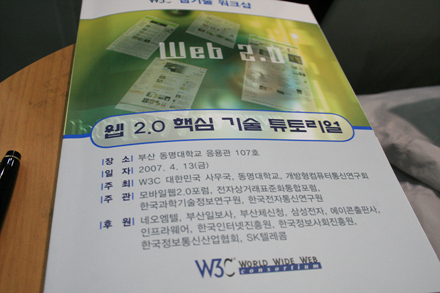 W3C 웹기술 워크샵
Web 2.0
웹 2.0 핵심 기술 튜토리얼
|장 소| 부산 동명대학교 응용관 107호
|일 자| 2007. 4. 13(금)
|주 최| W3C 대한민국 사무국, 동명대학교, 개방형컴퓨터통신연구회
|주 관| 모바일웹2.0포럼, 전자상거래표준화통합포럼,
한국과학기술정보연구원, 한국전자통신연구원
|후 원| 네오엠텔, 부산일보사, 부산체신청, 삼성전자, 에이콘출판사,
인프라웨어, 한국인터넷진흥원, 한국정보사회진흥원,
한국정보통신산업협회, SK텔레콤
W3C WORLD WIDE WEB
consortium